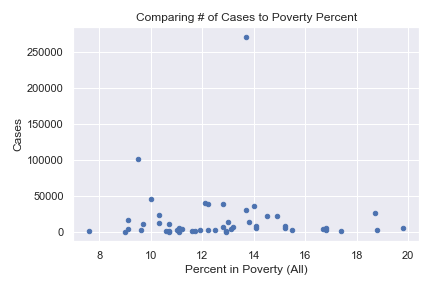 Comparing # of Cases to Poverty Percent
250000
200000
150000
100000
50000
0
Cases
8 10 12 14 16 18 20
Percent in Poverty (All)